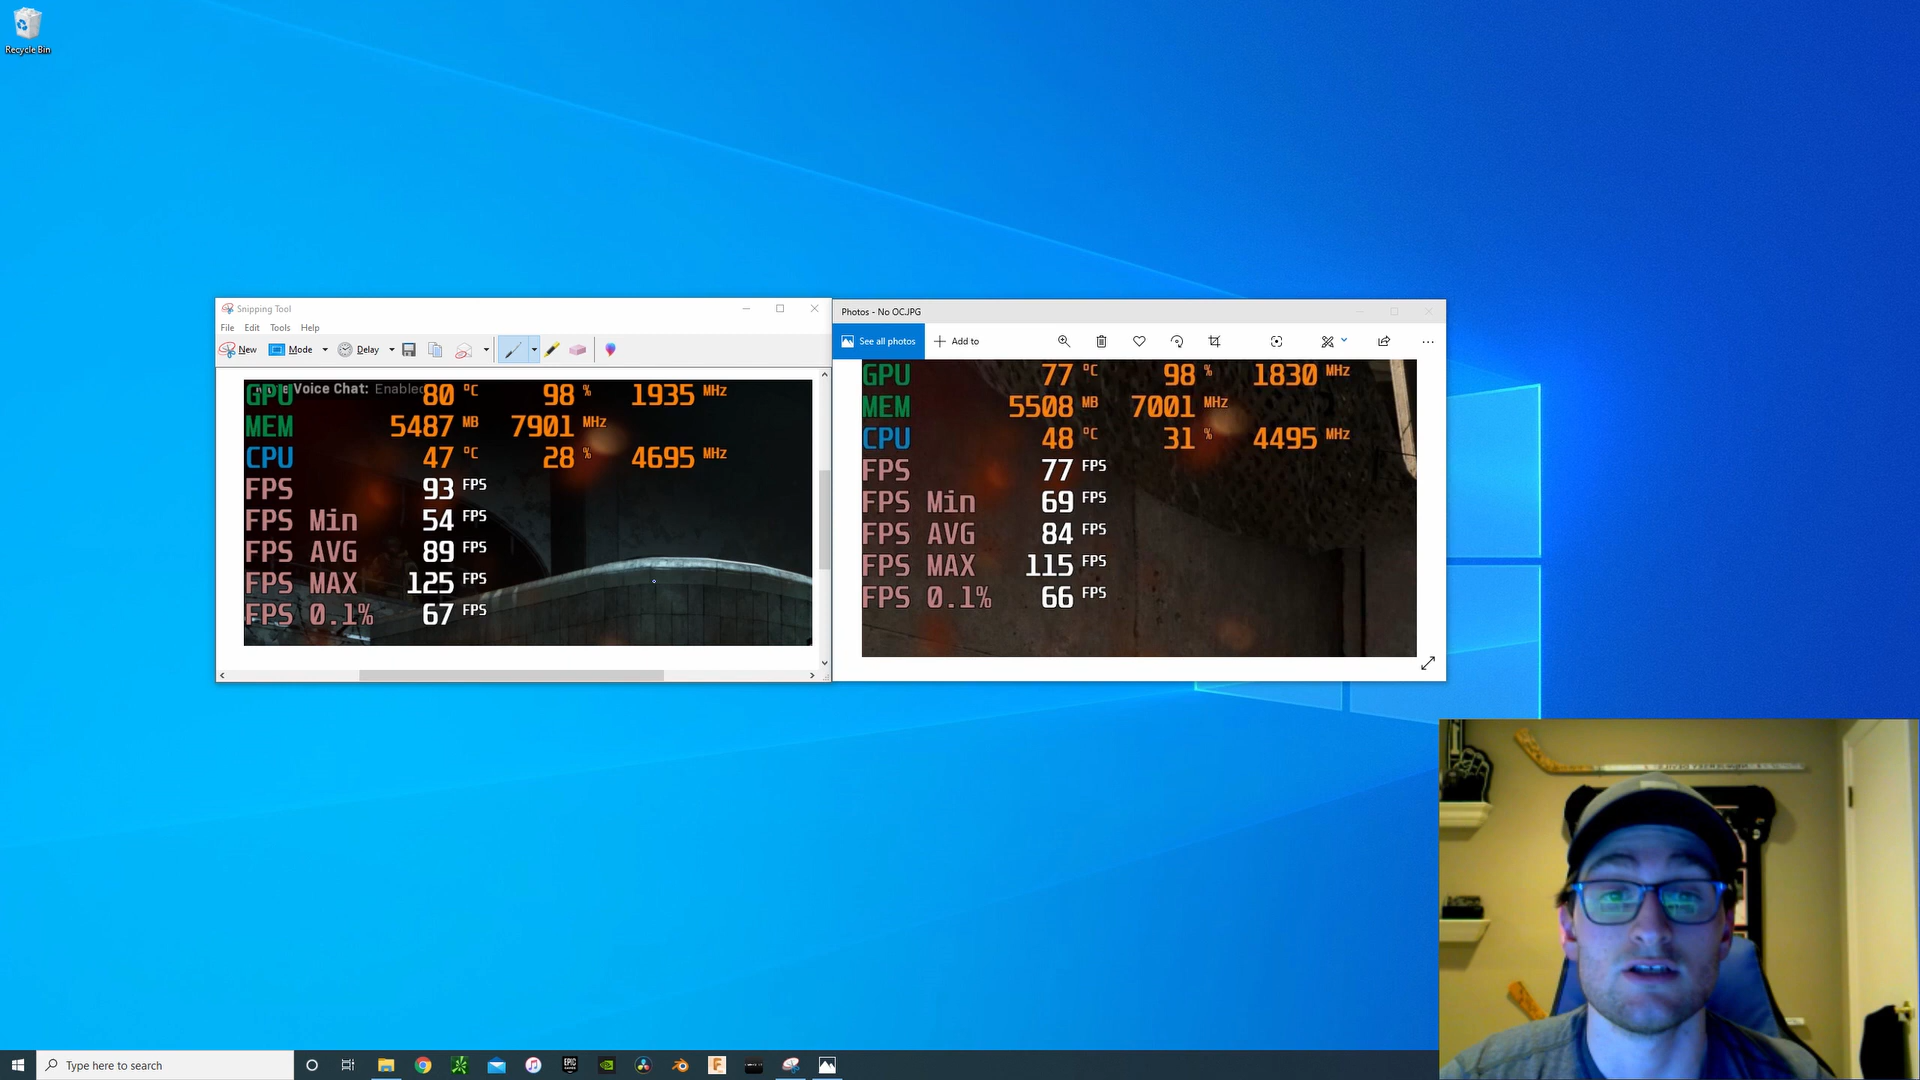 Recycle Bin
Snipping Tool
File Edit Tools Help
New Mode Delay
Voice Chat: Enabled
GPU 80 °C 98 % 1935 MHz
MEM 5487 MB 7901 MHz
CPU 47 °C 28 % 4695 MHz
FPS 93 FPS
FPS Min 54 FPS
FPS AVG 89 FPS
FPS MAX 125 FPS
FPS 0.1% 67 FPS
Photos - No OC.JPG
See all photos Add to
GPU 77 °C 98 % 1830 MHz
MEM 5508 MB 7001 MHz
CPU 48 °C 31 % 4495 MHz
FPS 77 FPS
FPS Min 69 FPS
FPS AVG 84 FPS
FPS MAX 115 FPS
FPS 0.1% 66 FPS
Type here to search
EPIC GAMES